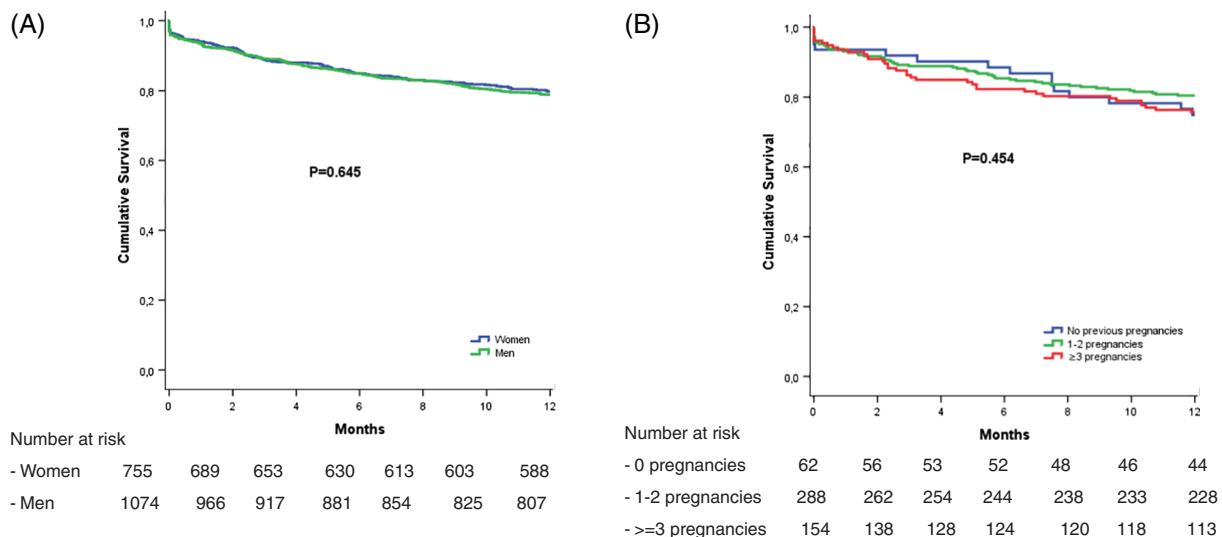 (A)
1,0
0,8
0,6
0,4
0,2
0,0
Cumulative Survival
P=0.645
Women
Men
0 2 4 6 8 10 12
Months
Number at risk
- Women 755 689 653 630 613 603 588
- Men 1074 966 917 881 854 825 807
(B)
1,0
0,8
0,6
0,4
0,2
0,0
Cumulative Survival
P=0.454
No previous pregnancies
1-2 pregnancies
≥3 pregnancies
0 2 4 6 8 10 12
Months
Number at risk
- 0 pregnancies 62 56 53 52 48 46 44
- 1-2 pregnancies 288 262 254 244 238 233 228
- >=3 pregnancies 154 138 128 124 120 118 113